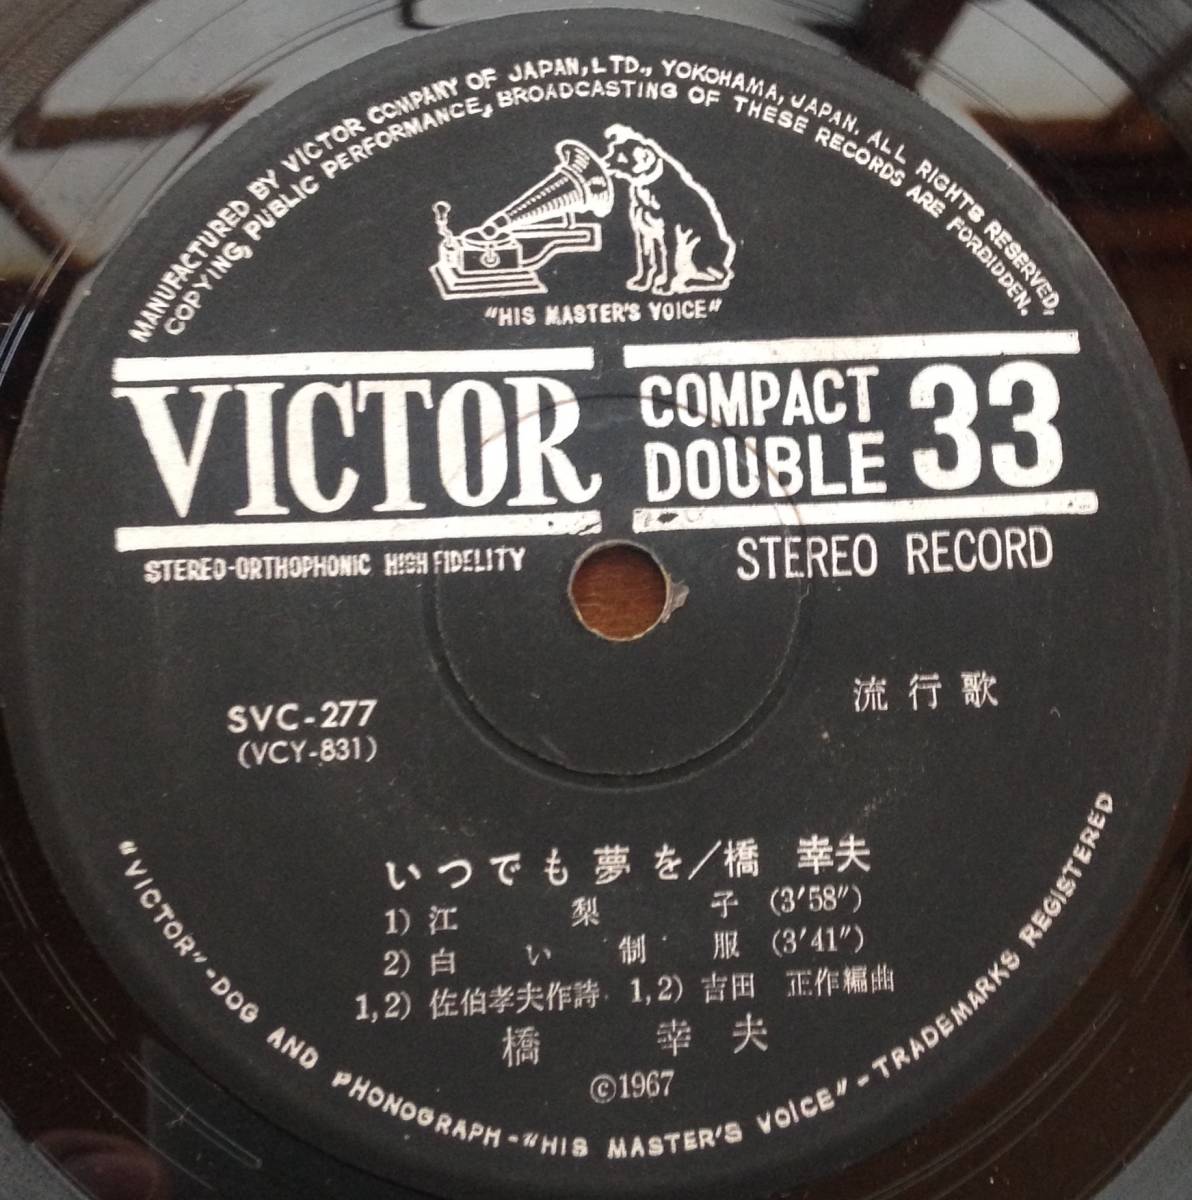 MANUFACTURED BY VICTOR COMPANY OF JAPAN, LTD., YOKOHAMA, JAPAN. ALL RIGHTS RESERVED,
COPYING, PUBLIC PERFORMANCE, BROADCASTING OF THESE RECORDS ARE FORBIDDEN.
"HIS MASTER'S VOICE"
VICTOR
COMPACT
DOUBLE
33
STEREO-ORTHOPHONIC HIGH FIDELITY
STEREO RECORD
SVC-277
(VCY-831)
流行歌
いつでも夢を/橋 幸夫
1) 江梨子 (3′58″)
2) 白い制服 (3′41″)
1,2) 佐伯孝夫作詩 1,2) 吉田 正作編曲
橋 幸夫
©1967
"VICTOR"-DOG AND PHONOGRAPH-"HIS MASTER'S VOICE"-TRADEMARKS REGISTERED